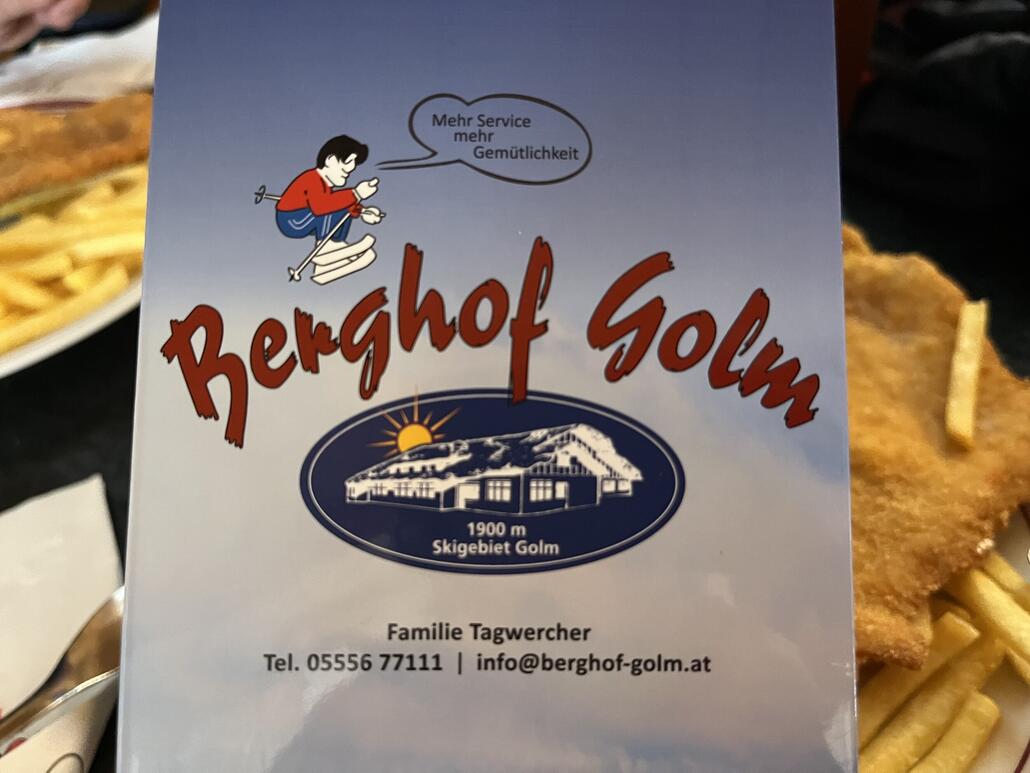 Mehr Service
mehr
Gemütlichkeit
Berghof Golm
1900 m
Skigebiet Golm
Familie Tagwercher
Tel. 05556 77111 | info@berghof-golm.at